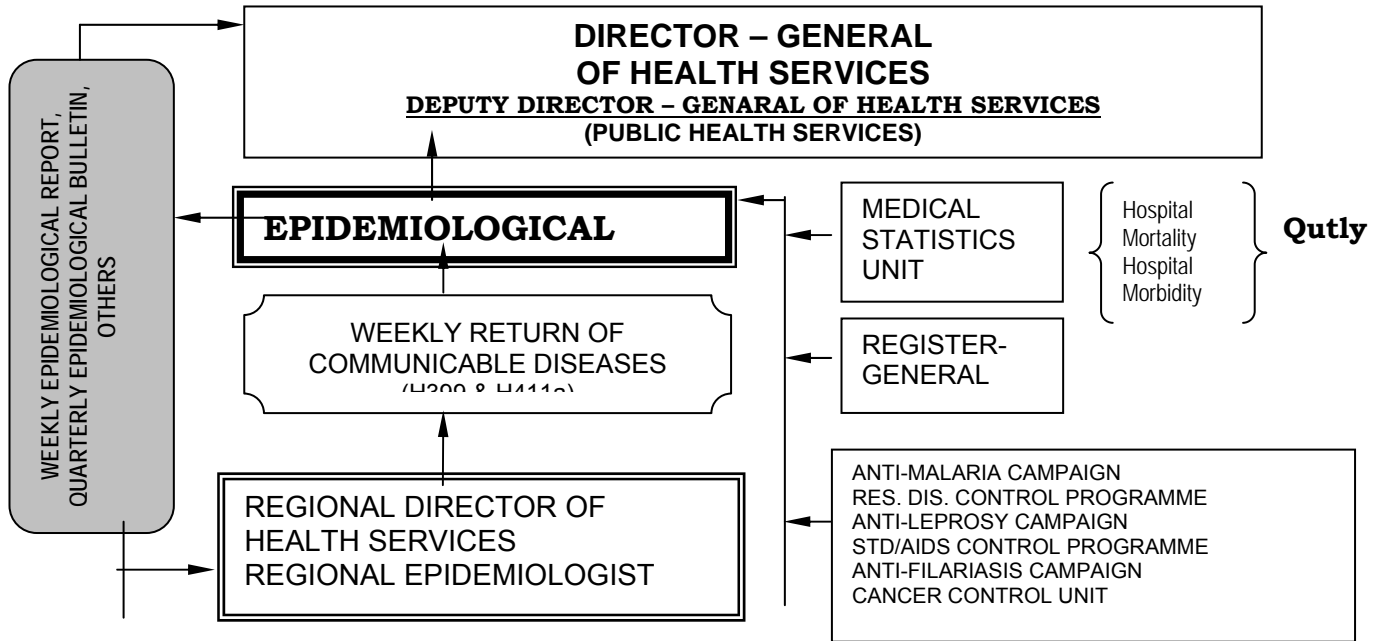 DIRECTOR – GENERAL
OF HEALTH SERVICES
DEPUTY DIRECTOR – GENARAL OF HEALTH SERVICES
(PUBLIC HEALTH SERVICES)
WEEKLY EPIDEMIOLOGICAL REPORT,
QUARTERLY EPIDEMIOLOGICAL BULLETIN,
OTHERS
EPIDEMIOLOGICAL
MEDICAL
STATISTICS
UNIT
Hospital
Mortality
Hospital
Morbidity
Qutly
WEEKLY RETURN OF
COMMUNICABLE DISEASES
(H399 & H411a)
REGISTER-
GENERAL
REGIONAL DIRECTOR OF
HEALTH SERVICES
REGIONAL EPIDEMIOLOGIST
ANTI-MALARIA CAMPAIGN
RES. DIS. CONTROL PROGRAMME
ANTI-LEPROSY CAMPAIGN
STD/AIDS CONTROL PROGRAMME
ANTI-FILARIASIS CAMPAIGN
CANCER CONTROL UNIT